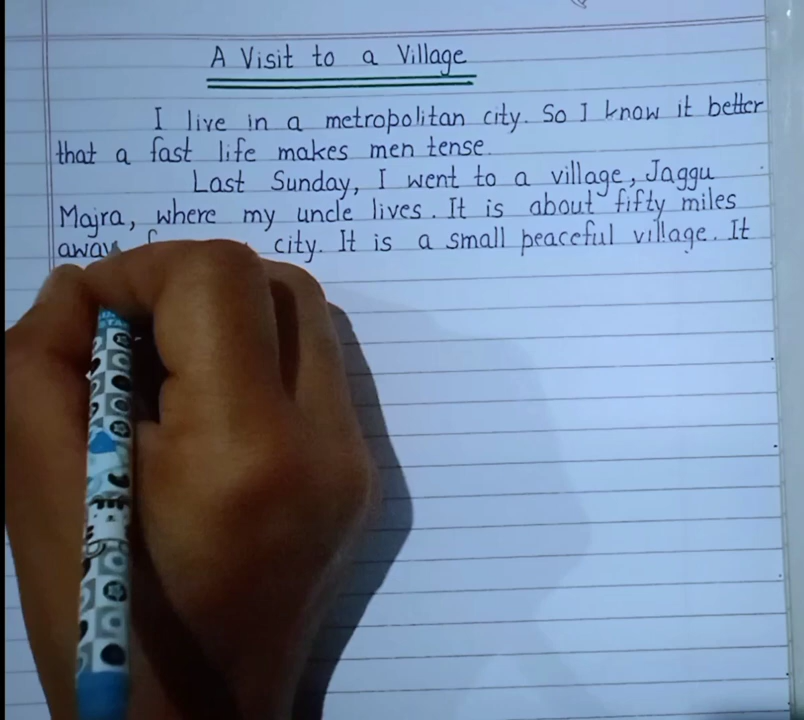 A Visit to a Village
I live in a metropolitan city. So I know it better
that a fast life makes men tense.
Last Sunday, I went to a village, Jaggu
Majra, where my uncle lives. It is about fifty miles
away city. It is a small peaceful village. It